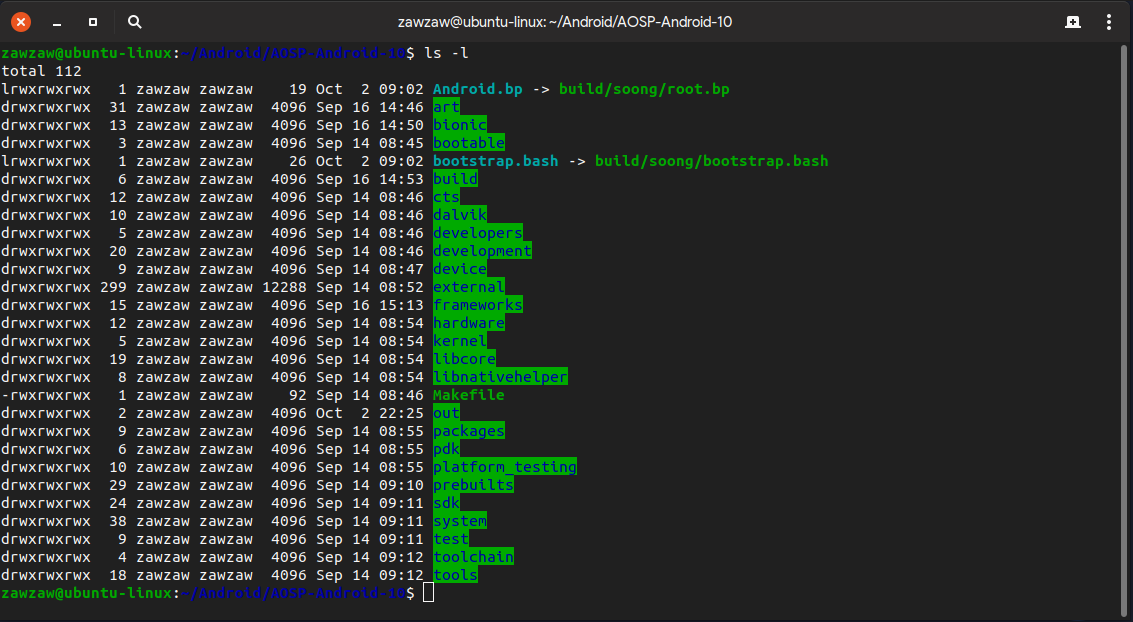 zawzaw@ubuntu-linux: ~/Android/AOSP-Android-10
zawzaw@ubuntu-linux:~/Android/AOSP-Android-10$ ls -l
total 112
lrwxrwxrwx   1 zawzaw zawzaw    19 Oct  2 09:02 Android.bp -> build/soong/root.bp
drwxrwxrwx  31 zawzaw zawzaw  4096 Sep 16 14:46 art
drwxrwxrwx  13 zawzaw zawzaw  4096 Sep 16 14:50 bionic
drwxrwxrwx   3 zawzaw zawzaw  4096 Sep 14 08:45 bootable
lrwxrwxrwx   1 zawzaw zawzaw    26 Oct  2 09:02 bootstrap.bash -> build/soong/bootstrap.bash
drwxrwxrwx   6 zawzaw zawzaw  4096 Sep 16 14:53 build
drwxrwxrwx  12 zawzaw zawzaw  4096 Sep 14 08:46 cts
drwxrwxrwx  10 zawzaw zawzaw  4096 Sep 14 08:46 dalvik
drwxrwxrwx   5 zawzaw zawzaw  4096 Sep 14 08:46 developers
drwxrwxrwx  20 zawzaw zawzaw  4096 Sep 14 08:46 development
drwxrwxrwx   9 zawzaw zawzaw  4096 Sep 14 08:47 device
drwxrwxrwx 299 zawzaw zawzaw 12288 Sep 14 08:52 external
drwxrwxrwx  15 zawzaw zawzaw  4096 Sep 16 15:13 frameworks
drwxrwxrwx  12 zawzaw zawzaw  4096 Sep 14 08:54 hardware
drwxrwxrwx   5 zawzaw zawzaw  4096 Sep 14 08:54 kernel
drwxrwxrwx  19 zawzaw zawzaw  4096 Sep 14 08:54 libcore
drwxrwxrwx   8 zawzaw zawzaw  4096 Sep 14 08:54 libnativehelper
-rwxrwxrwx   1 zawzaw zawzaw    92 Sep 14 08:46 Makefile
drwxrwxrwx   2 zawzaw zawzaw  4096 Oct  2 22:25 out
drwxrwxrwx   9 zawzaw zawzaw  4096 Sep 14 08:55 packages
drwxrwxrwx   6 zawzaw zawzaw  4096 Sep 14 08:55 pdk
drwxrwxrwx  10 zawzaw zawzaw  4096 Sep 14 08:55 platform_testing
drwxrwxrwx  29 zawzaw zawzaw  4096 Sep 14 09:10 prebuilts
drwxrwxrwx  24 zawzaw zawzaw  4096 Sep 14 09:11 sdk
drwxrwxrwx  38 zawzaw zawzaw  4096 Sep 14 09:11 system
drwxrwxrwx   9 zawzaw zawzaw  4096 Sep 14 09:11 test
drwxrwxrwx   4 zawzaw zawzaw  4096 Sep 14 09:12 toolchain
drwxrwxrwx  18 zawzaw zawzaw  4096 Sep 14 09:12 tools
zawzaw@ubuntu-linux:~/Android/AOSP-Android-10$